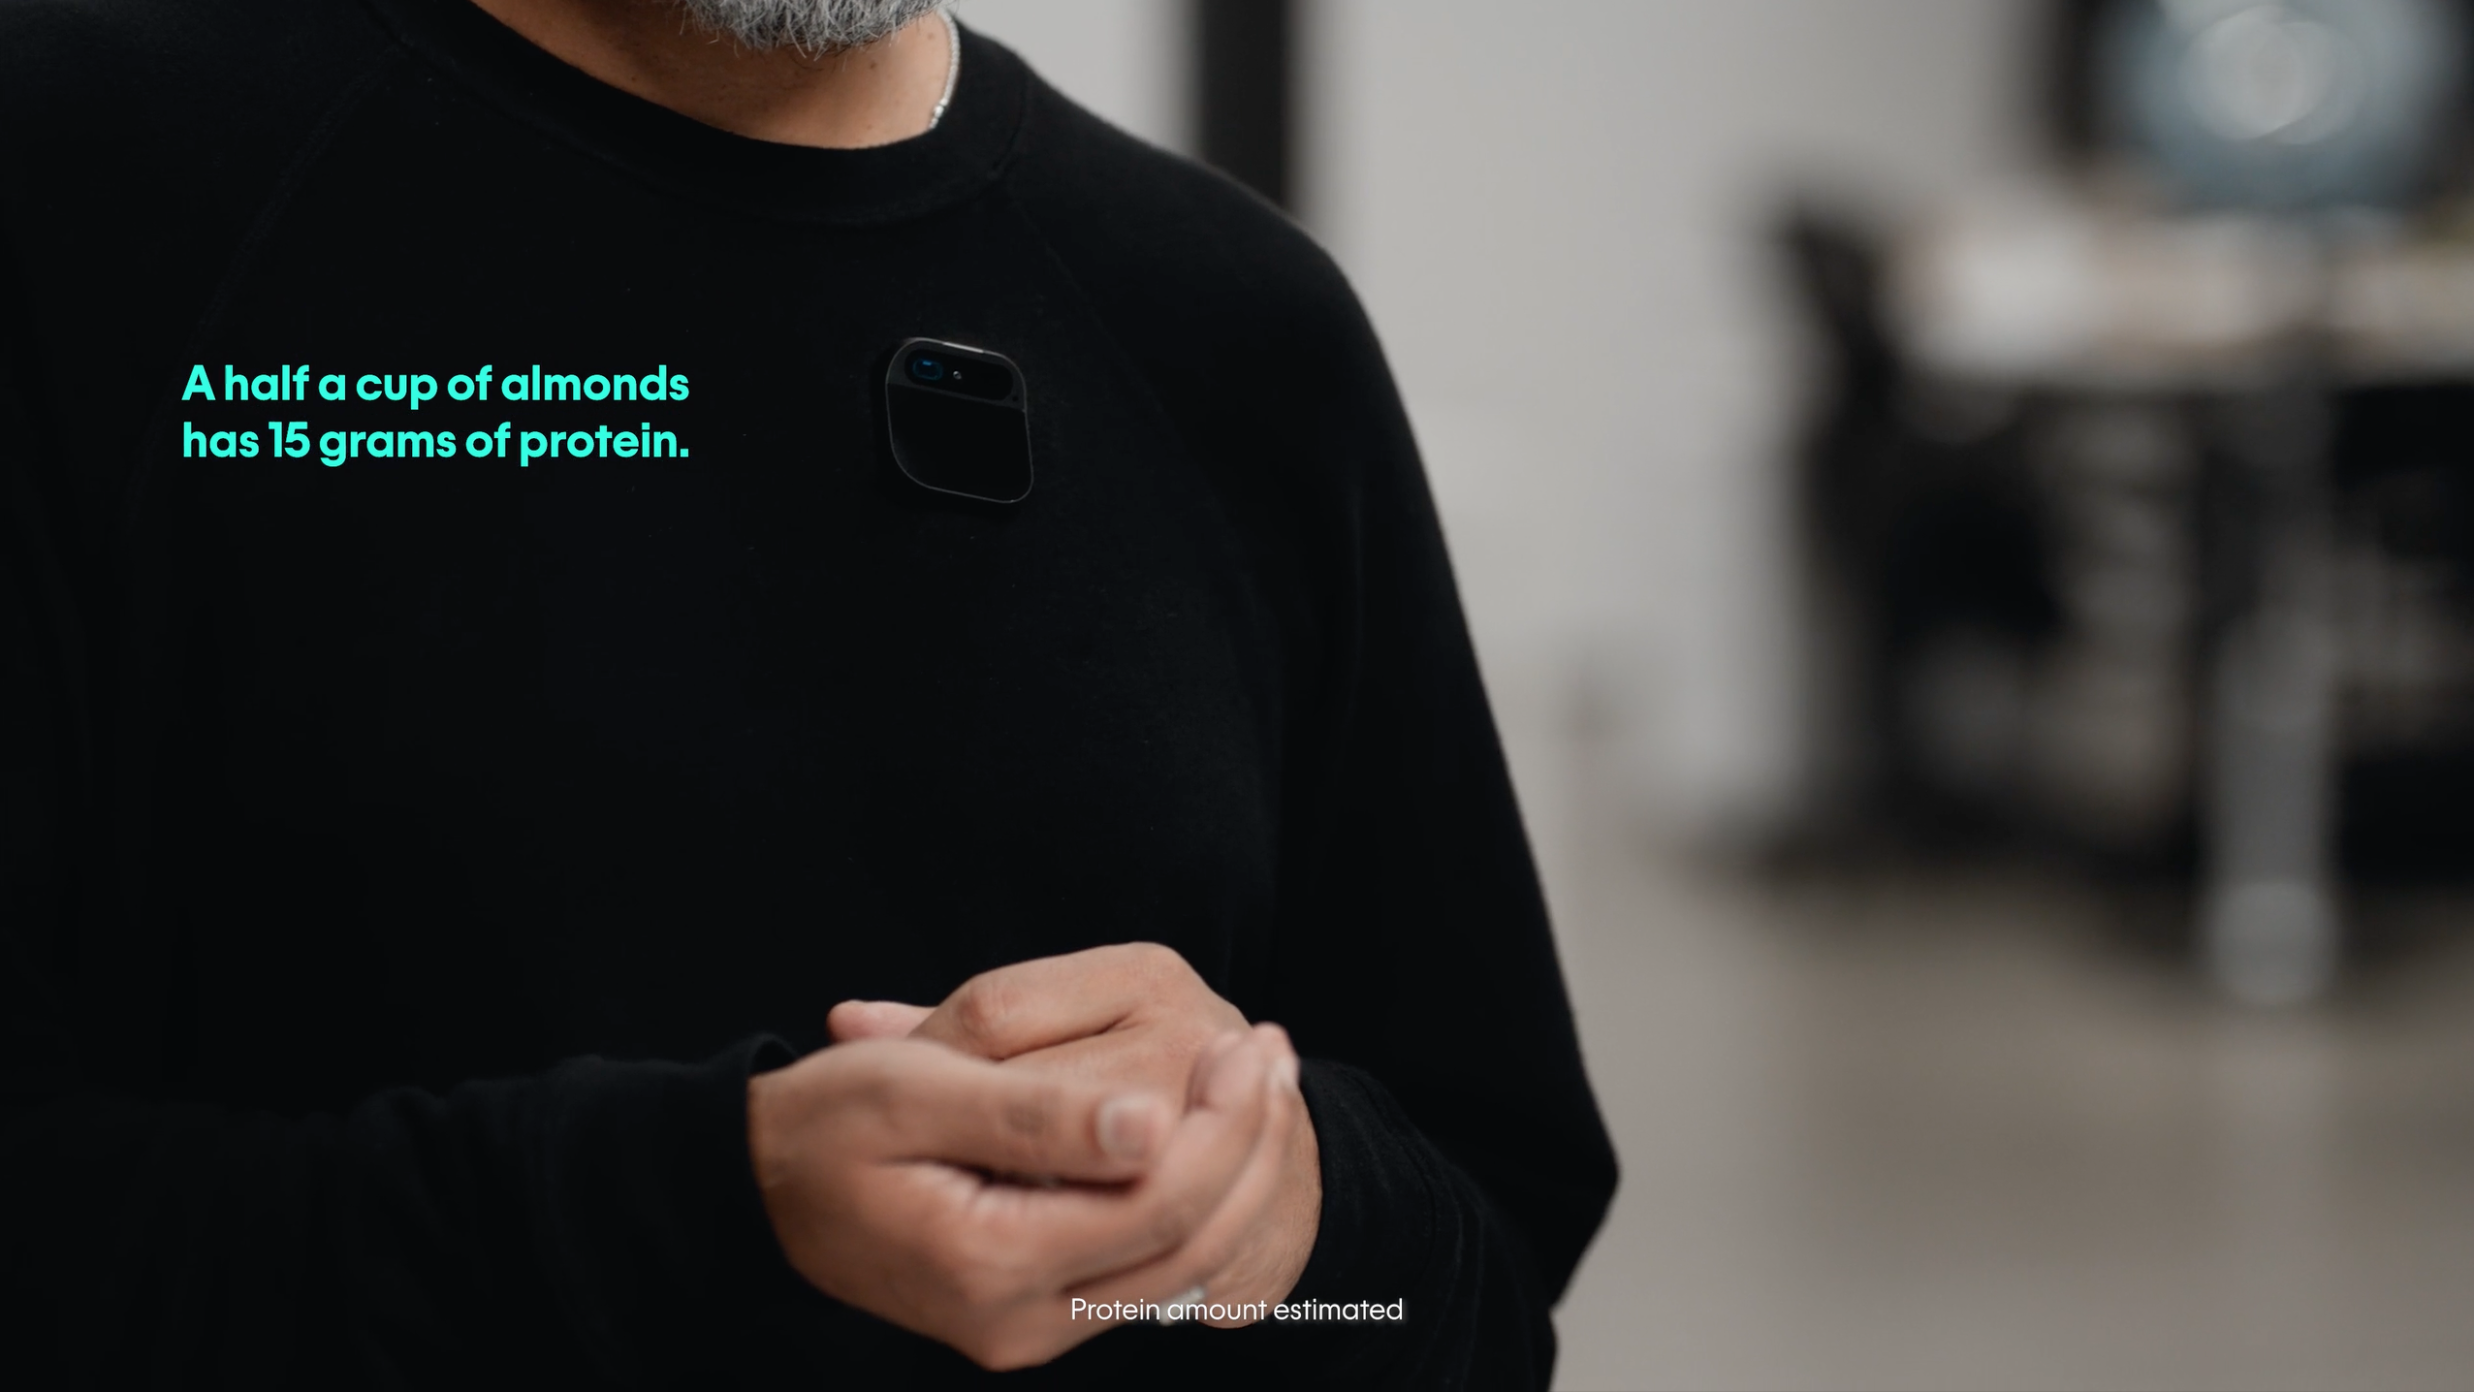 A half a cup of almonds
has 15 grams of protein.
Protein amount estimated